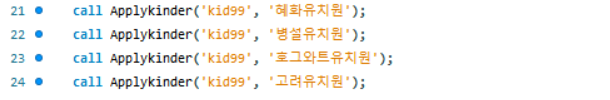 21 call Applykinder('kid99', '혜화유치원');
22 call Applykinder('kid99', '병설유치원');
23 call Applykinder('kid99', '호그와트유치원');
24 call Applykinder('kid99', '고려유치원');